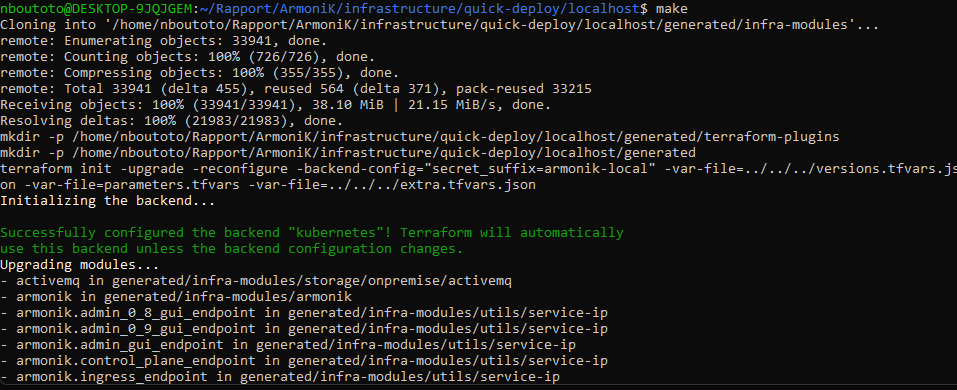 nboutoto@DESKTOP-9JQJGEM:~/Rapport/ArmoniK/infrastructure/quick-deploy/localhost$ make
Cloning into '/home/nboutoto/Rapport/ArmoniK/infrastructure/quick-deploy/localhost/generated/infra-modules'...
remote: Enumerating objects: 33941, done.
remote: Counting objects: 100% (726/726), done.
remote: Compressing objects: 100% (355/355), done.
remote: Total 33941 (delta 455), reused 564 (delta 371), pack-reused 33215
Receiving objects: 100% (33941/33941), 38.10 MiB | 21.15 MiB/s, done.
Resolving deltas: 100% (21983/21983), done.
mkdir -p /home/nboutoto/Rapport/ArmoniK/infrastructure/quick-deploy/localhost/generated/terraform-plugins
mkdir -p /home/nboutoto/Rapport/ArmoniK/infrastructure/quick-deploy/localhost/generated
terraform init -upgrade -reconfigure -backend-config="secret_suffix=armonik-local" -var-file=../../../versions.tfvars.js
on -var-file=parameters.tfvars -var-file=../../../extra.tfvars.json
Initializing the backend...
Successfully configured the backend "kubernetes"! Terraform will automatically
use this backend unless the backend configuration changes.
Upgrading modules...
- activemq in generated/infra-modules/storage/onpremise/activemq
- armonik in generated/infra-modules/armonik
- armonik.admin_0_8_gui_endpoint in generated/infra-modules/utils/service-ip
- armonik.admin_0_9_gui_endpoint in generated/infra-modules/utils/service-ip
- armonik.admin_gui_endpoint in generated/infra-modules/utils/service-ip
- armonik.control_plane_endpoint in generated/infra-modules/utils/service-ip
- armonik.ingress_endpoint in generated/infra-modules/utils/service-ip